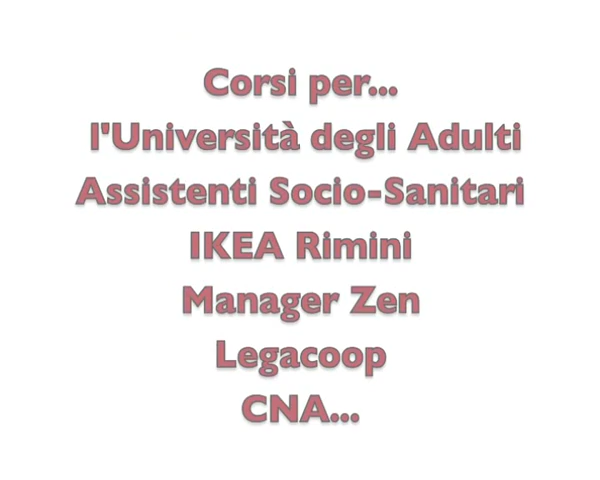 Corsi per...
l'Università degli Adulti
Assistenti Socio-Sanitari
IKEA Rimini
Manager Zen
Legacoop
CNA...